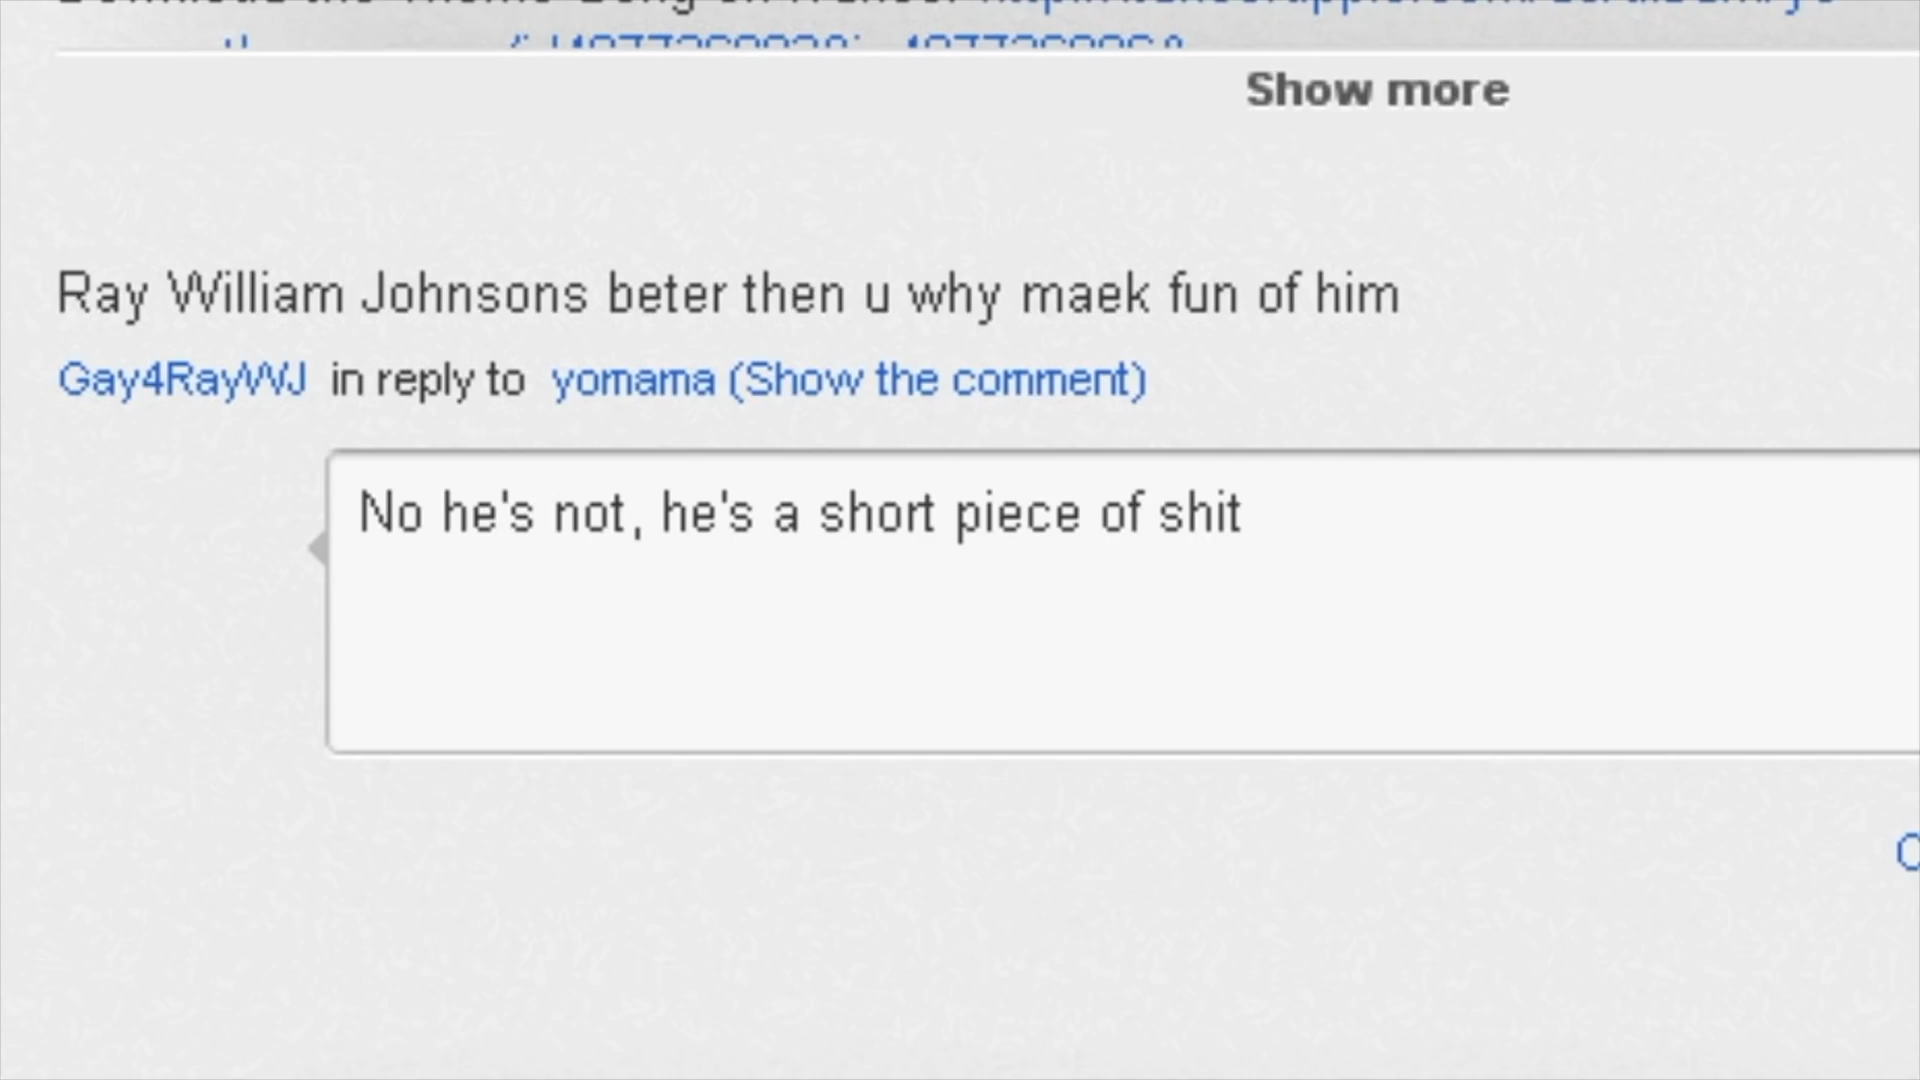 Show more
Ray William Johnsons beter then u why maek fun of him
Gay4RayWJ in reply to yomama (Show the comment)
No he's not, he's a short piece of shit